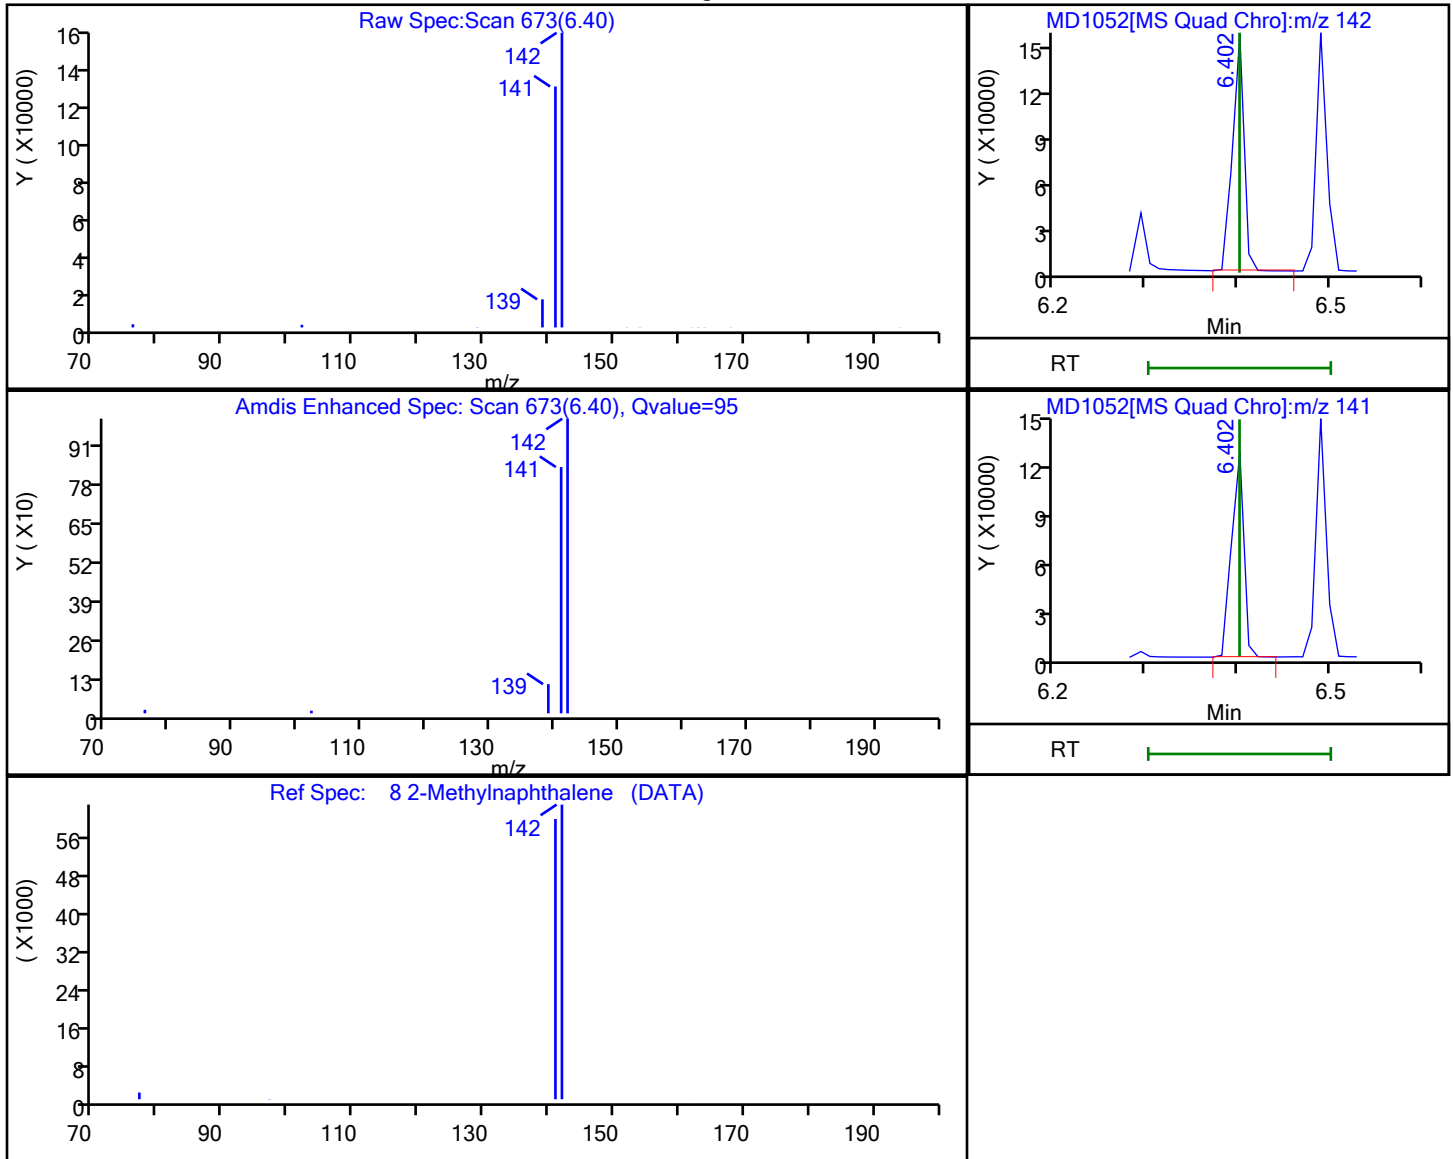 Raw Spec:Scan 673(6.40)
Y ( X10000)
16
14
12
10
8
6
4
2
0
142
141
139
70 90 110 130 150 170 190
m/z
MD1052[MS Quad Chro]:m/z 142
Y ( X10000)
15
12
9
6
3
0
6.402
6.2 6.5
Min
RT
Amdis Enhanced Spec: Scan 673(6.40), Qvalue=95
Y ( X10)
91
78
65
52
39
26
13
0
142
141
139
70 90 110 130 150 170 190
m/z
MD1052[MS Quad Chro]:m/z 141
Y ( X10000)
15
12
9
6
3
0
6.402
6.2 6.5
Min
RT
Ref Spec: 8 2-Methylnaphthalene (DATA)
( X1000)
56
48
40
32
24
16
8
0
142
70 90 110 130 150 170 190